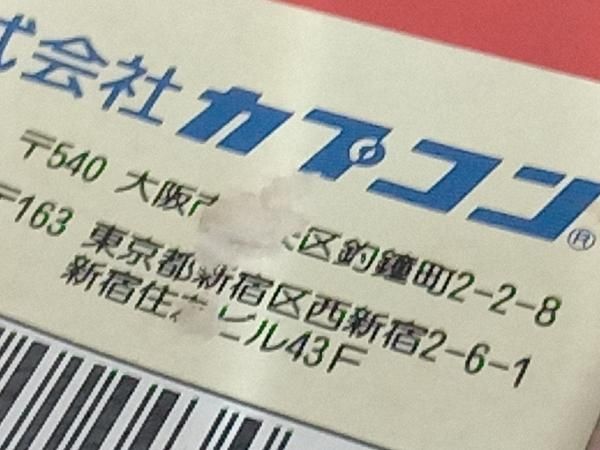 式会社カプコン®
〒540 大阪 区釣鐘町2-2-8
〒163 東京都新宿区西新宿2-6-1
新宿住 ビル43F